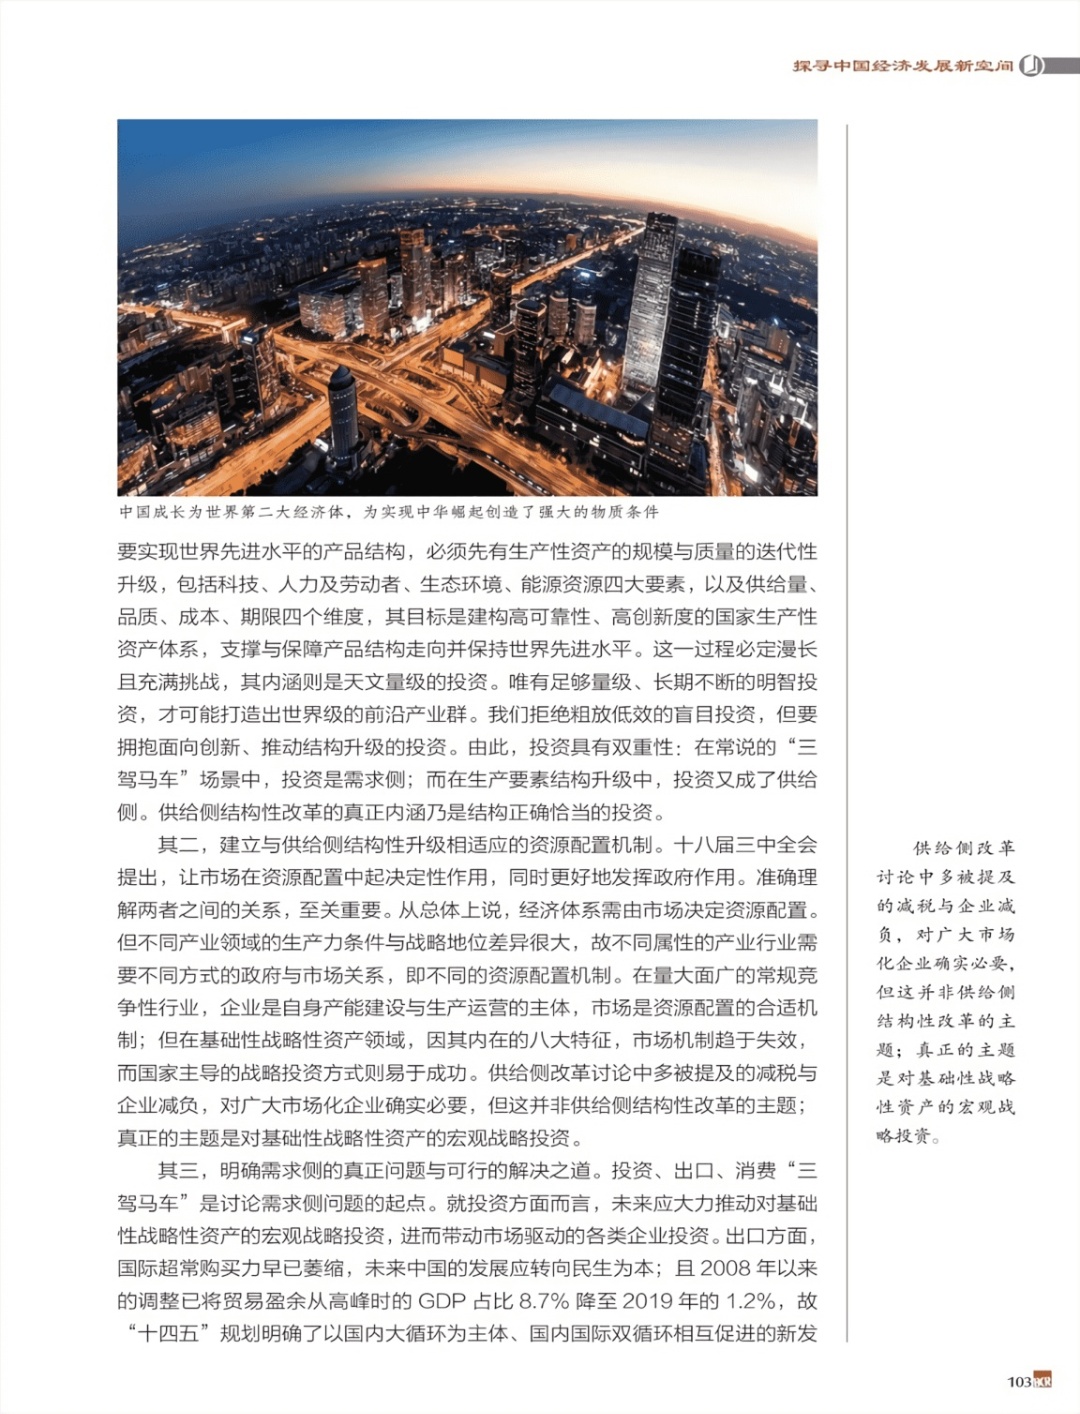 探寻中国经济发展新空间
中国成长为世界第二大经济体，为实现中华崛起创造了强大的物质条件
要实现世界先进水平的产品结构，必须先有生产性资产的规模与质量的迭代性
升级，包括科技、人力及劳动者、生态环境、能源资源四大要素，以及供给量、
品质、成本、期限四个维度，其目标是建构高可靠性、高创新度的国家生产性
资产体系，支撑与保障产品结构走向并保持世界先进水平。这一过程必定漫长
且充满挑战，其内涵则是天文量级的投资。唯有足够量级、长期不断的明智投
资，才可能打造出世界级的前沿产业群。我们拒绝粗放低效的盲目投资，但要
拥抱面向创新、推动结构升级的投资。由此，投资具有双重性：在常说的“三
驾马车”场景中，投资是需求侧；而在生产要素结构升级中，投资又成了供给
侧。供给侧结构性改革的真正内涵乃是结构正确恰当的投资。
其二，建立与供给侧结构性升级相适应的资源配置机制。十八届三中全会
提出，让市场在资源配置中起决定性作用，同时更好地发挥政府作用。准确理
解两者之间的关系，至关重要。从总体上说，经济体系需由市场决定资源配置。
但不同产业领域的生产力条件与战略地位差异很大，故不同属性的产业行业需
要不同方式的政府与市场关系，即不同的资源配置机制。在量大面广的常规竞
争性行业，企业是自身产能建设与生产运营的主体，市场是资源配置的合适机
制；但在基础性战略性资产领域，因其内在的八大特征，市场机制趋于失效，
而国家主导的战略投资方式则易于成功。供给侧改革讨论中多被提及的减税与
企业减负，对广大市场化企业确实必要，但这并非供给侧结构性改革的主题；
真正的主题是对基础性战略性资产的宏观战略投资。
其三，明确需求侧的真正问题与可行的解决之道。投资、出口、消费“三
驾马车”是讨论需求侧问题的起点。就投资方面而言，未来应大力推动对基础
性战略性资产的宏观战略投资，进而带动市场驱动的各类企业投资。出口方面，
国际超常购买力早已萎缩，未来中国的发展应转向民生为本；且 2008 年以来
的调整已将贸易盈余从高峰时的 GDP 占比 8.7% 降至 2019 年的 1.2%，故
“十四五”规划明确了以国内大循环为主体、国内国际双循环相互促进的新发
供给侧改革
讨论中多被提及
的减税与企业减
负，对广大市场
化企业确实必要，
但这并非供给侧
结构性改革的主
题；真正的主题
是对基础性战略
性资产的宏观战
略投资。
103